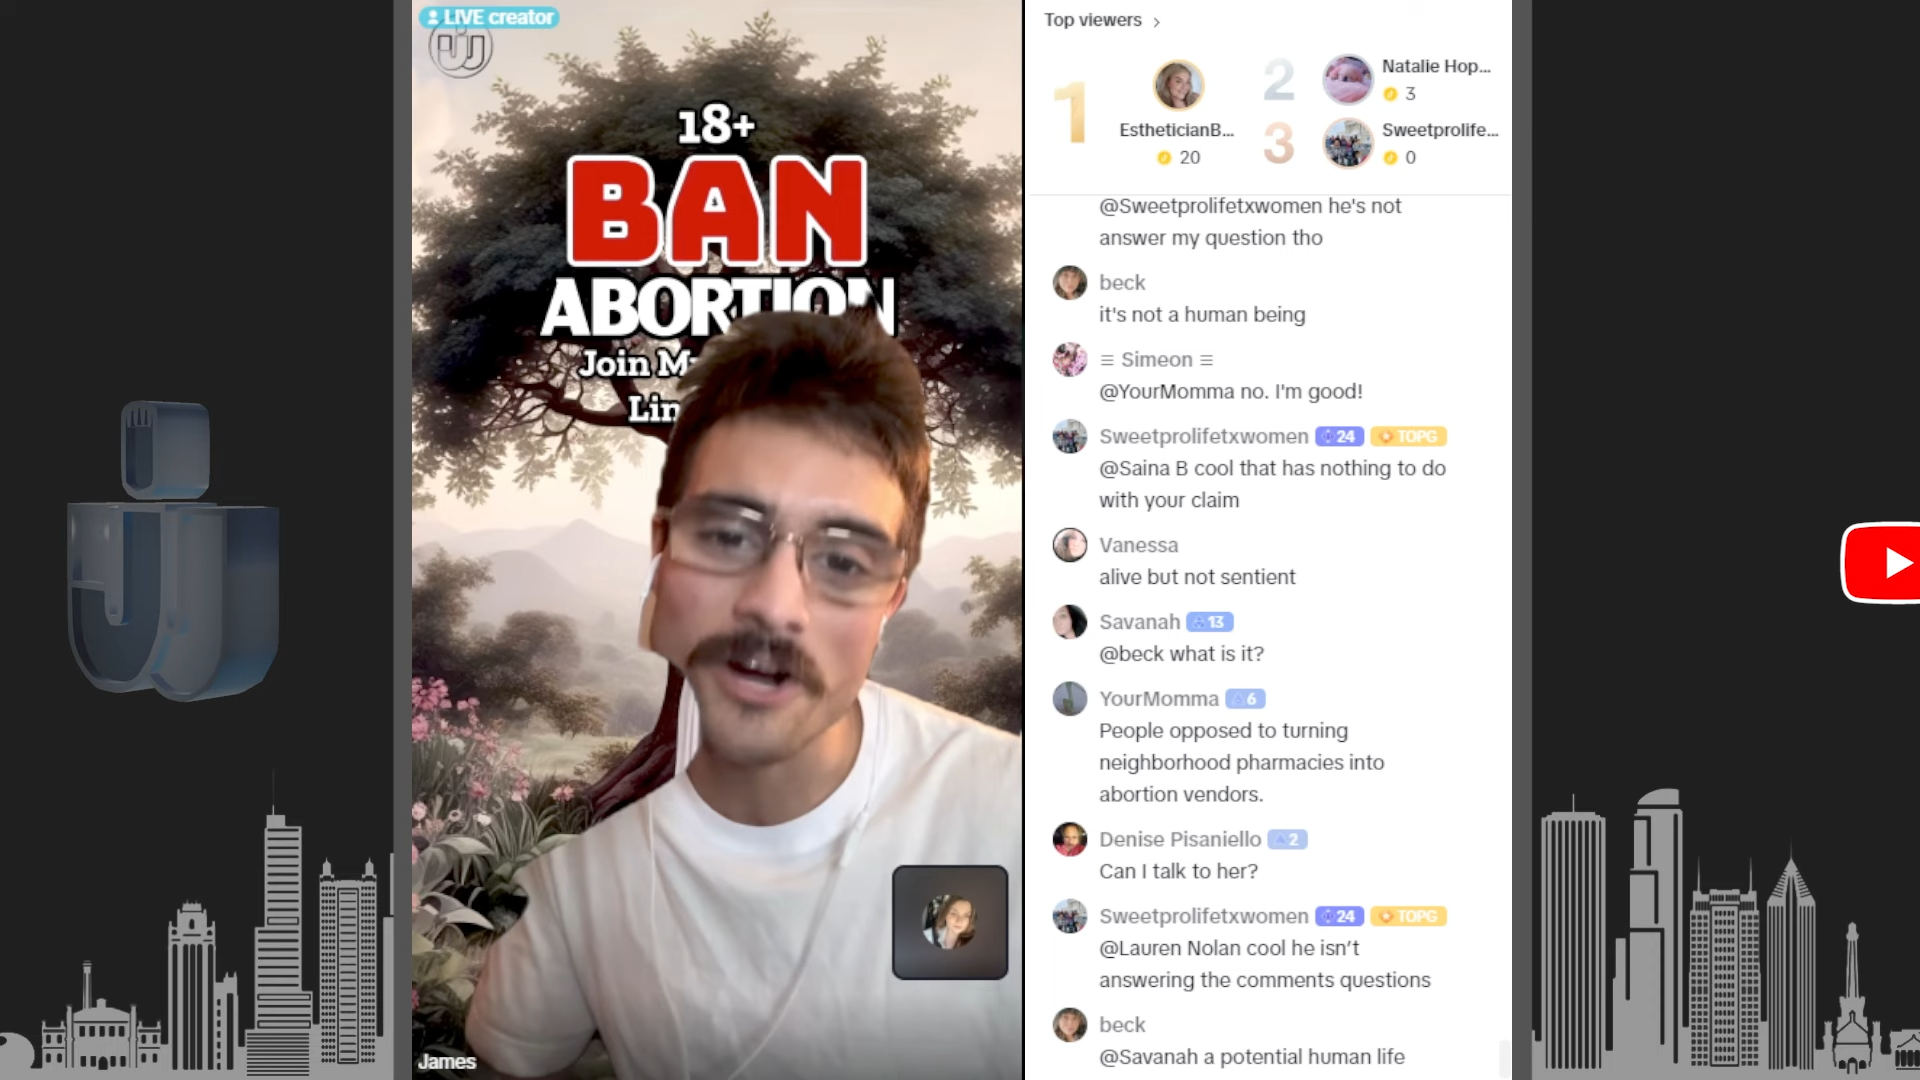 LIVE creator
18+
BAN
ABORTION
Join M
Lin
James
Top viewers >
1
EstheticianB...
20
2
Natalie Hop...
3
3
Sweetprolife...
0
@Sweetprolifetxwomen he's not
answer my question tho
beck
it's not a human being
≡ Simeon ≡
@YourMomma no. I'm good!
Sweetprolifetxwomen 24 TOPG
@Saina B cool that has nothing to do
with your claim
Vanessa
alive but not sentient
Savanah 13
@beck what is it?
YourMomma 6
People opposed to turning
neighborhood pharmacies into
abortion vendors.
Denise Pisaniello 2
Can I talk to her?
Sweetprolifetxwomen 24 TOPG
@Lauren Nolan cool he isn’t
answering the comments questions
beck
@Savanah a potential human life